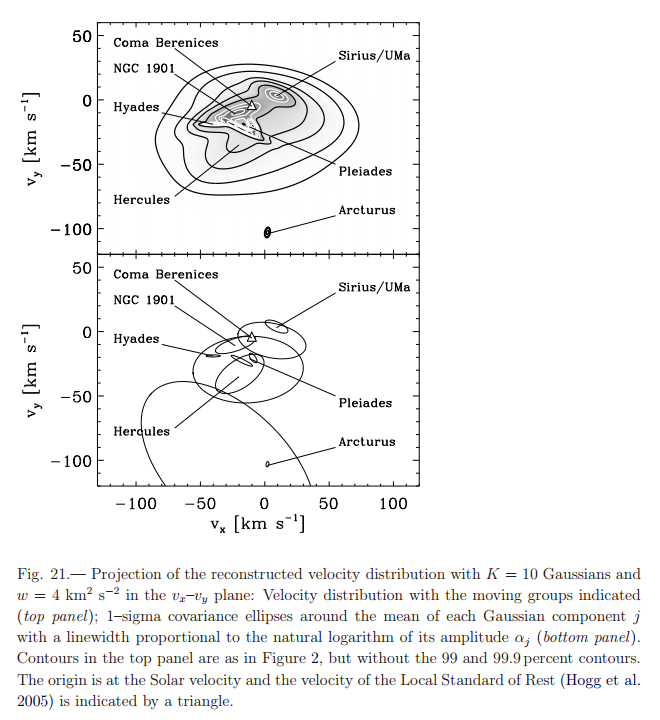 50
Coma Berenices
Sirius/UMa
NGC 1901
0
Hyades
v_y [km s⁻¹]
−50
Pleiades
Hercules
Arcturus
−100
50
Coma Berenices
Sirius/UMa
NGC 1901
0
Hyades
v_y [km s⁻¹]
−50
Pleiades
Hercules
Arcturus
−100
−100 −50 0 50 100
v_x [km s⁻¹]
Fig. 21.— Projection of the reconstructed velocity distribution with K = 10 Gaussians and
w = 4 km² s⁻² in the v_x–v_y plane: Velocity distribution with the moving groups indicated
(top panel); 1–sigma covariance ellipses around the mean of each Gaussian component j
with a linewidth proportional to the natural logarithm of its amplitude α_j (bottom panel).
Contours in the top panel are as in Figure 2, but without the 99 and 99.9 percent contours.
The origin is at the Solar velocity and the velocity of the Local Standard of Rest (Hogg et al.
2005) is indicated by a triangle.